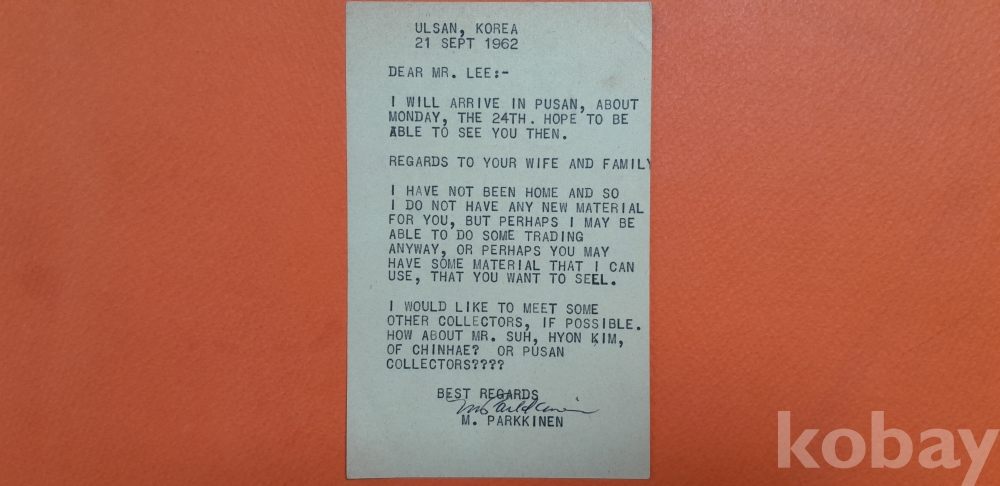 ULSAN, KOREA
21 SEPT 1962
DEAR MR. LEE:-
I WILL ARRIVE IN PUSAN, ABOUT
MONDAY, THE 24TH. HOPE TO BE
ABLE TO SEE YOU THEN.
REGARDS TO YOUR WIFE AND FAMILY
I HAVE NOT BEEN HOME AND SO
I DO NOT HAVE ANY NEW MATERIAL
FOR YOU, BUT PERHAPS I MAY BE
ABLE TO DO SOME TRADING
ANYWAY, OR PERHAPS YOU MAY
HAVE SOME MATERIAL THAT I CAN
USE, THAT YOU WANT TO SEEL.
I WOULD LIKE TO MEET SOME
OTHER COLLECTORS, IF POSSIBLE.
HOW ABOUT MR. SUH, HYON KIM,
OF CHINHAE? OR PUSAN
COLLECTORS????
BEST REGARDS
M Parkkinen
M. PARKKINEN
kobay